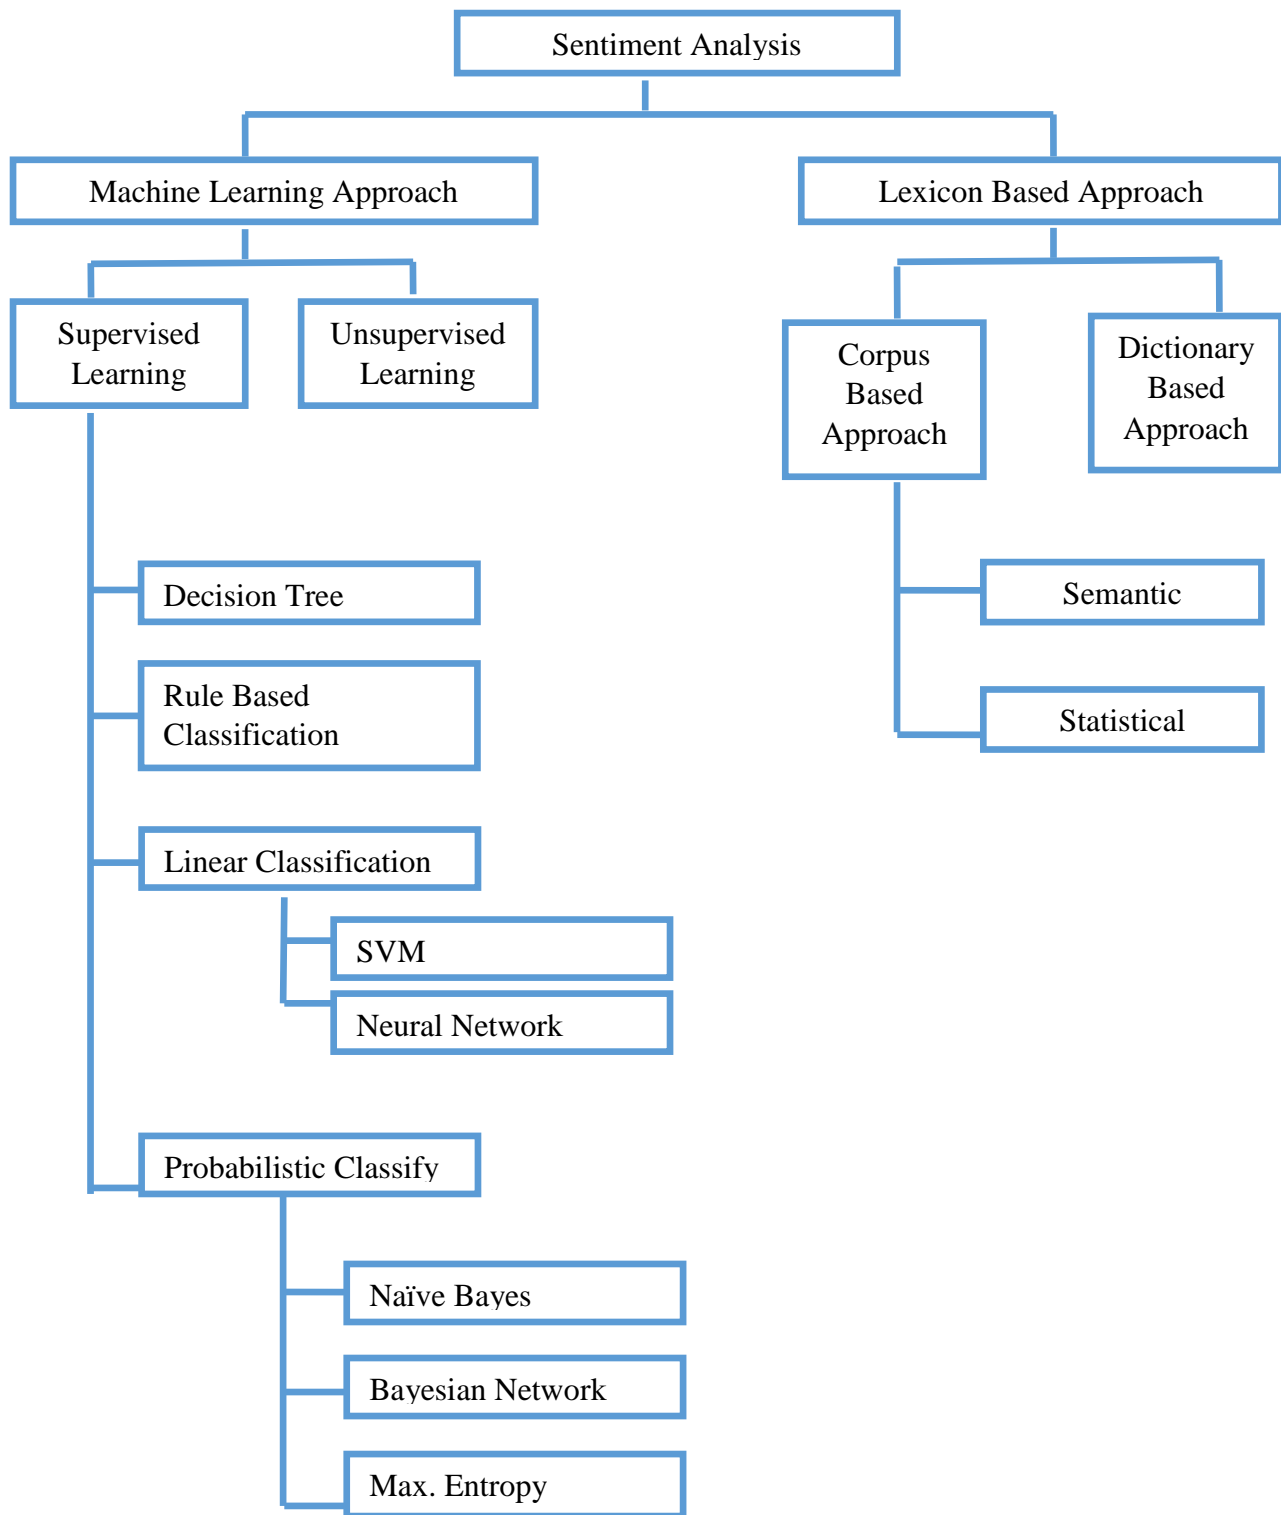 Sentiment Analysis
Machine Learning Approach
Lexicon Based Approach
Supervised
Learning
Unsupervised
Learning
Corpus
Based
Approach
Dictionary
Based
Approach
Decision Tree
Semantic
Rule Based
Classification
Statistical
Linear Classification
SVM
Neural Network
Probabilistic Classify
Naïve Bayes
Bayesian Network
Max. Entropy